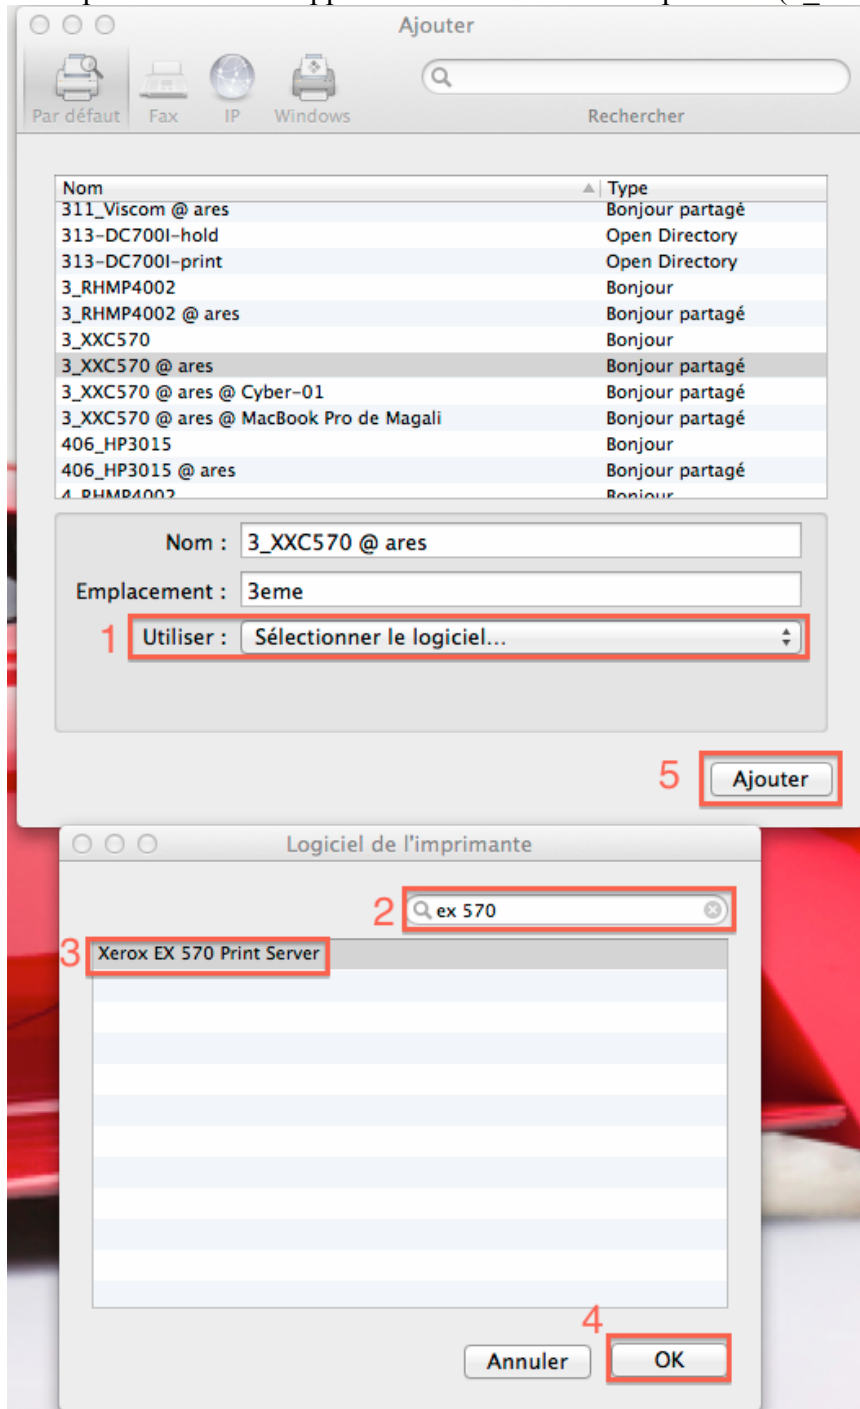 Ajouter
Par défaut Fax IP Windows Rechercher
Nom Type
311_Viscom @ ares Bonjour partagé
313-DC700I-hold Open Directory
313-DC700I-print Open Directory
3_RHMP4002 Bonjour
3_RHMP4002 @ ares Bonjour partagé
3_XXC570 Bonjour
3_XXC570 @ ares Bonjour partagé
3_XXC570 @ ares @ Cyber-01 Bonjour partagé
3_XXC570 @ ares @ MacBook Pro de Magali Bonjour partagé
406_HP3015 Bonjour
406_HP3015 @ ares Bonjour partagé
4_RHMP4002 Bonjour
Nom : 3_XXC570 @ ares
Emplacement : 3eme
1 Utiliser : Sélectionner le logiciel...
5 Ajouter
Logiciel de l'imprimante
2 ex 570
3 Xerox EX 570 Print Server
4
Annuler OK